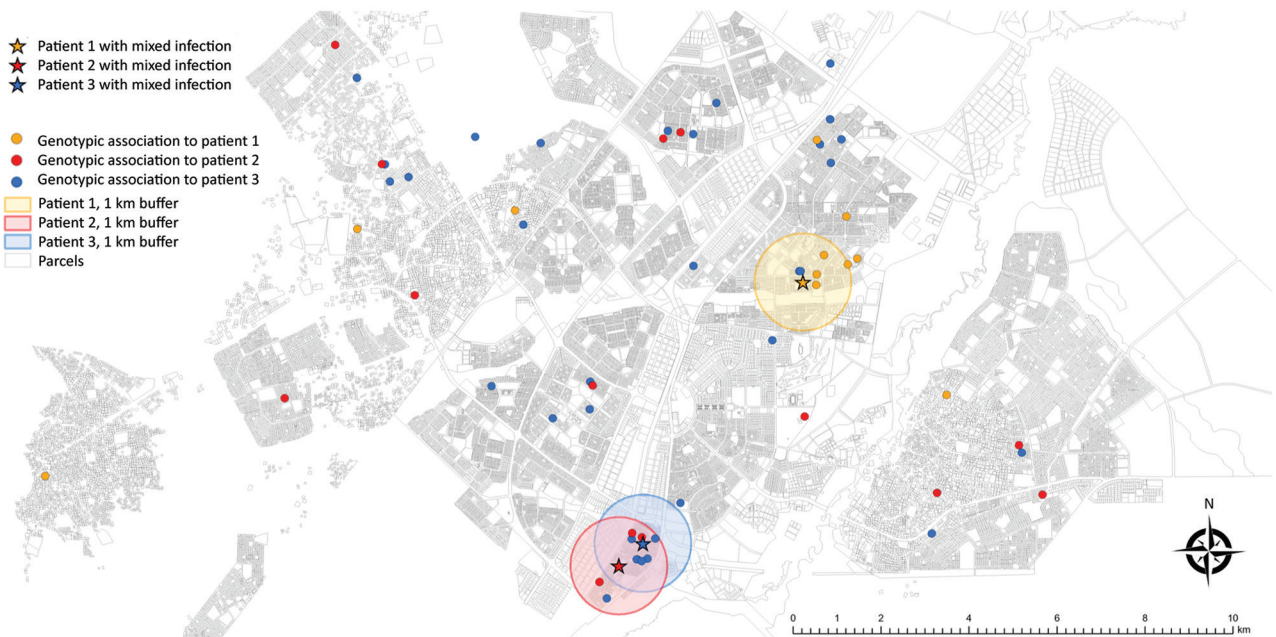 Patient 1 with mixed infection
Patient 2 with mixed infection
Patient 3 with mixed infection
Genotypic association to patient 1
Genotypic association to patient 2
Genotypic association to patient 3
Patient 1, 1 km buffer
Patient 2, 1 km buffer
Patient 3, 1 km buffer
Parcels
N
0 2 4 6 8 10
km